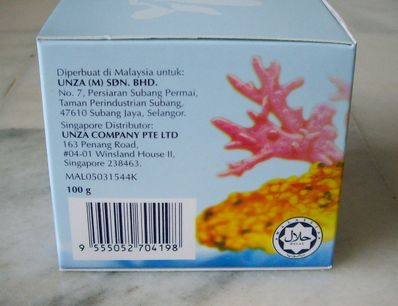 Diperbuat di Malaysia untuk:
UNZA (M) SDN. BHD.
No. 7, Persiaran Subang Permai,
Taman Perindustrian Subang,
47610 Subang Jaya, Selangor.
Singapore Distributor:
UNZA COMPANY PTE LTD
163 Penang Road,
#04-01 Winsland House II,
Singapore 238463.
MAL05031544K
100 g
9 555052 704198
حلال
HALAL